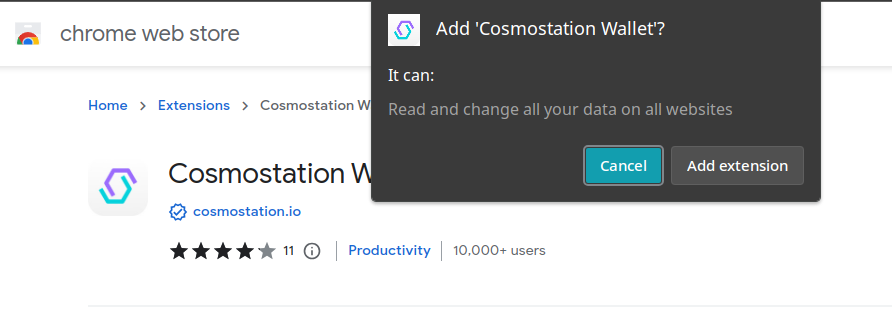 chrome web store
Add 'Cosmostation Wallet'?
It can:
Read and change all your data on all websites
Cancel Add extension
Home > Extensions > Cosmostation W
Cosmostation W
cosmostation.io
11 Productivity 10,000+ users